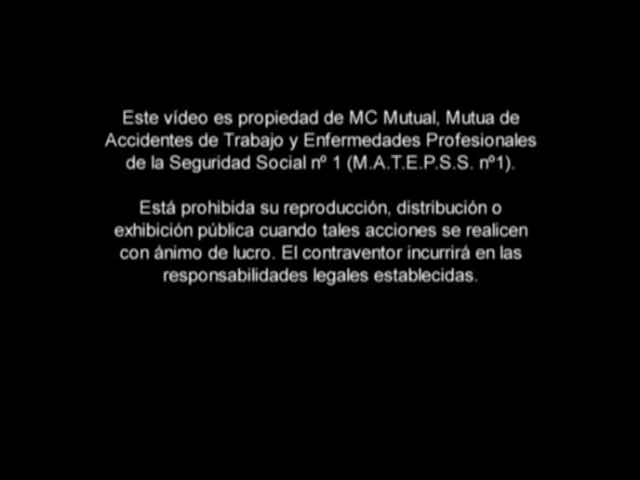 Este vídeo es propiedad de MC Mutual, Mutua de
Accidentes de Trabajo y Enfermedades Profesionales
de la Seguridad Social nº 1 (M.A.T.E.P.S.S. nº1).
Está prohibida su reproducción, distribución o
exhibición pública cuando tales acciones se realicen
con ánimo de lucro. El contraventor incurrirá en las
responsabilidades legales establecidas.